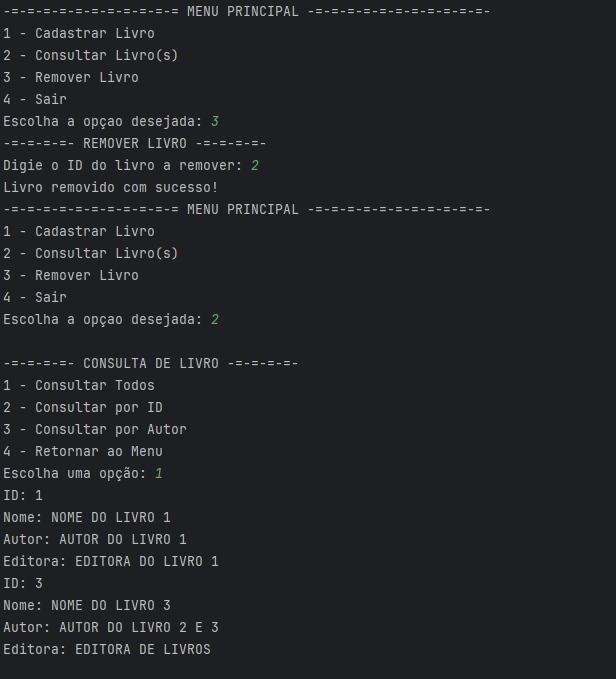 -=-=-=-=-=-=-=-=-=-=-= MENU PRINCIPAL -=-=-=-=-=-=-=-=-=-=-=-
1 - Cadastrar Livro
2 - Consultar Livro(s)
3 - Remover Livro
4 - Sair
Escolha a opçao desejada: 3
-=-=-=-=- REMOVER LIVRO -=-=-=-=-
Digie o ID do livro a remover: 2
Livro removido com sucesso!
-=-=-=-=-=-=-=-=-=-=-= MENU PRINCIPAL -=-=-=-=-=-=-=-=-=-=-=-
1 - Cadastrar Livro
2 - Consultar Livro(s)
3 - Remover Livro
4 - Sair
Escolha a opçao desejada: 2
-=-=-=-=- CONSULTA DE LIVRO -=-=-=-=-
1 - Consultar Todos
2 - Consultar por ID
3 - Consultar por Autor
4 - Retornar ao Menu
Escolha uma opção: 1
ID: 1
Nome: NOME DO LIVRO 1
Autor: AUTOR DO LIVRO 1
Editora: EDITORA DO LIVRO 1
ID: 3
Nome: NOME DO LIVRO 3
Autor: AUTOR DO LIVRO 2 E 3
Editora: EDITORA DE LIVROS